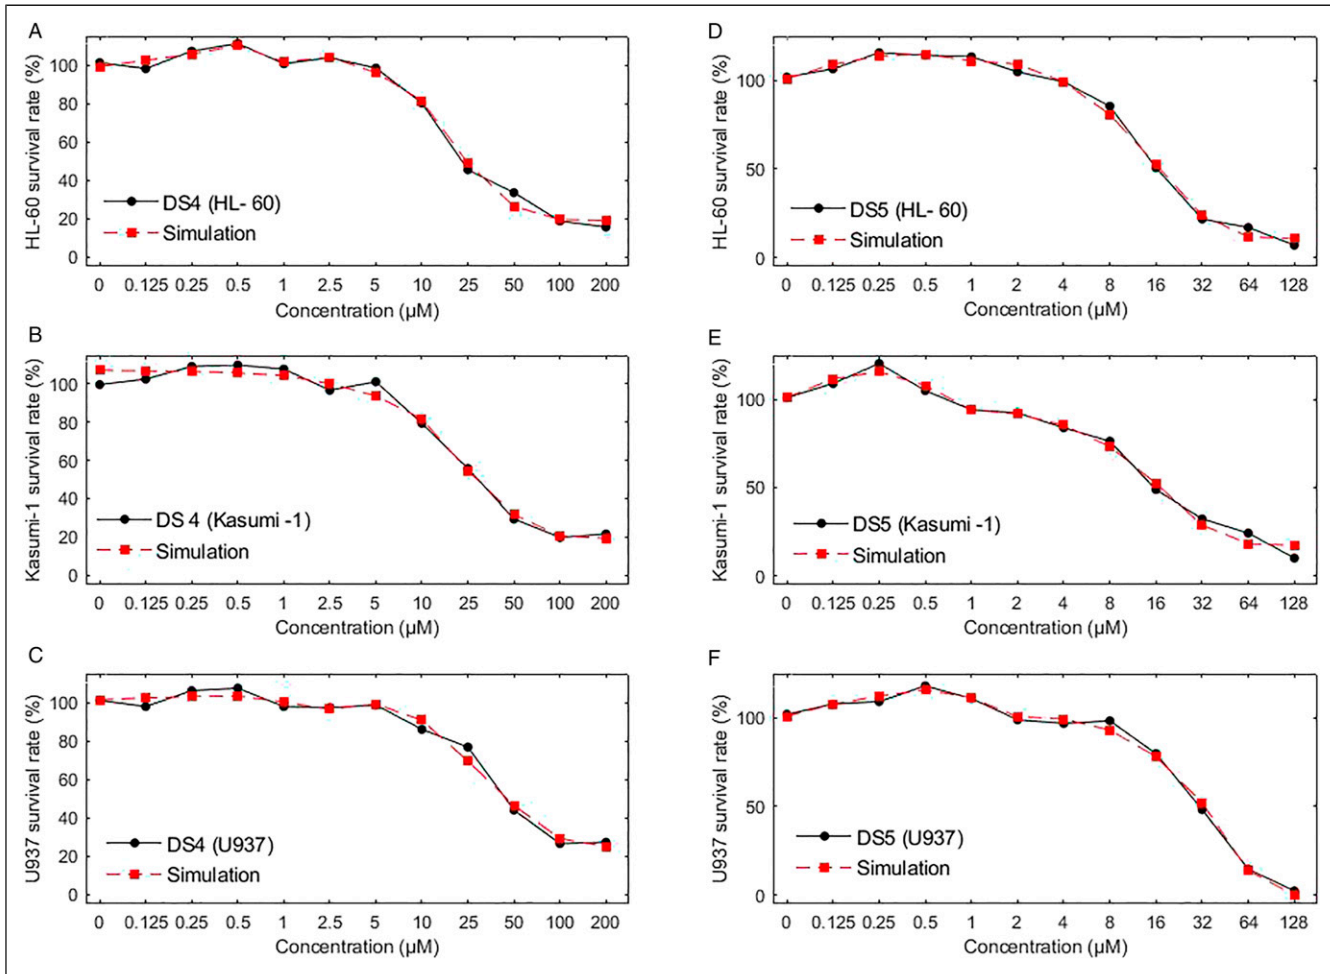 A
HL-60 survival rate (%)
100
80
60
40
20
0
DS4 (HL- 60)
Simulation
0 0.125 0.25 0.5 1 2.5 5 10 25 50 100 200
Concentration (µM)
B
Kasumi-1 survival rate (%)
100
80
60
40
20
0
DS 4 (Kasumi -1)
Simulation
0 0.125 0.25 0.5 1 2.5 5 10 25 50 100 200
Concentration (µM)
C
U937 survival rate (%)
100
80
60
40
20
0
DS4 (U937)
Simulation
0 0.125 0.25 0.5 1 2.5 5 10 25 50 100 200
Concentration (µM)
D
HL-60 survival rate (%)
100
50
0
DS5 (HL- 60)
Simulation
0 0.125 0.25 0.5 1 2 4 8 16 32 64 128
Concentration (µM)
E
Kasumi-1 survival rate (%)
100
50
0
DS5 (Kasumi -1)
Simulation
0 0.125 0.25 0.5 1 2 4 8 16 32 64 128
Concentration (µM)
F
U937 survival rate (%)
100
50
0
DS5 (U937)
Simulation
0 0.125 0.25 0.5 1 2 4 8 16 32 64 128
Concentration (µM)